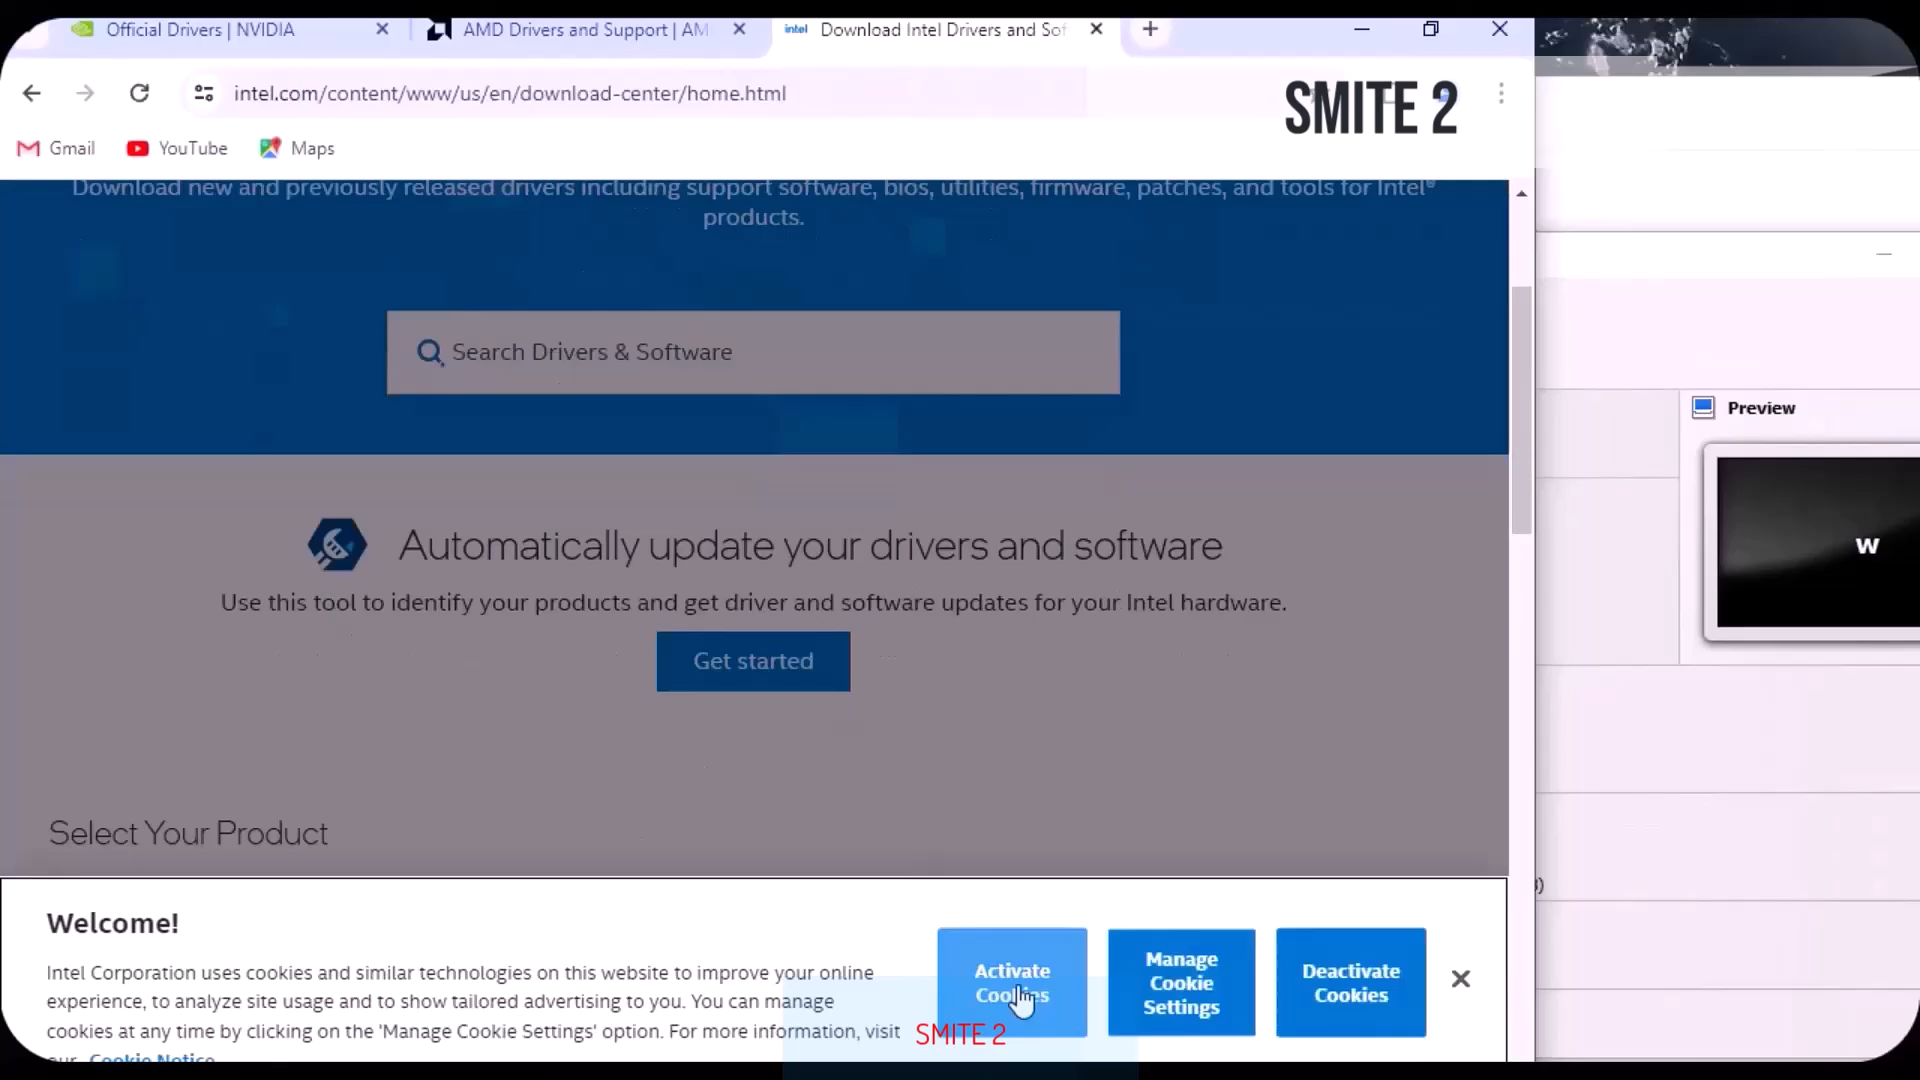 Official Drivers | NVIDIA
AMD Drivers and Support | AM
intel
Download Intel Drivers and Sof
intel.com/content/www/us/en/download-center/home.html
SMITE 2
Gmail
YouTube
Maps
Download new and previously released drivers including support software, bios, utilities, firmware, patches, and tools for Intel®
products.
Search Drivers & Software
Automatically update your drivers and software
Use this tool to identify your products and get driver and software updates for your Intel hardware.
Get started
Select Your Product
Preview
W
Welcome!
Intel Corporation uses cookies and similar technologies on this website to improve your online
experience, to analyze site usage and to show tailored advertising to you. You can manage
cookies at any time by clicking on the 'Manage Cookie Settings' option. For more information, visit
our Cookie Notice
Activate
Cookies
Manage
Cookie
Settings
Deactivate
Cookies
SMITE 2